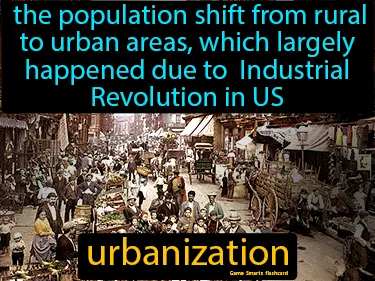 the population shift from rural
to urban areas, which largely
happened due to  Industrial
Revolution in US
urbanization
Game Smartz flashcard